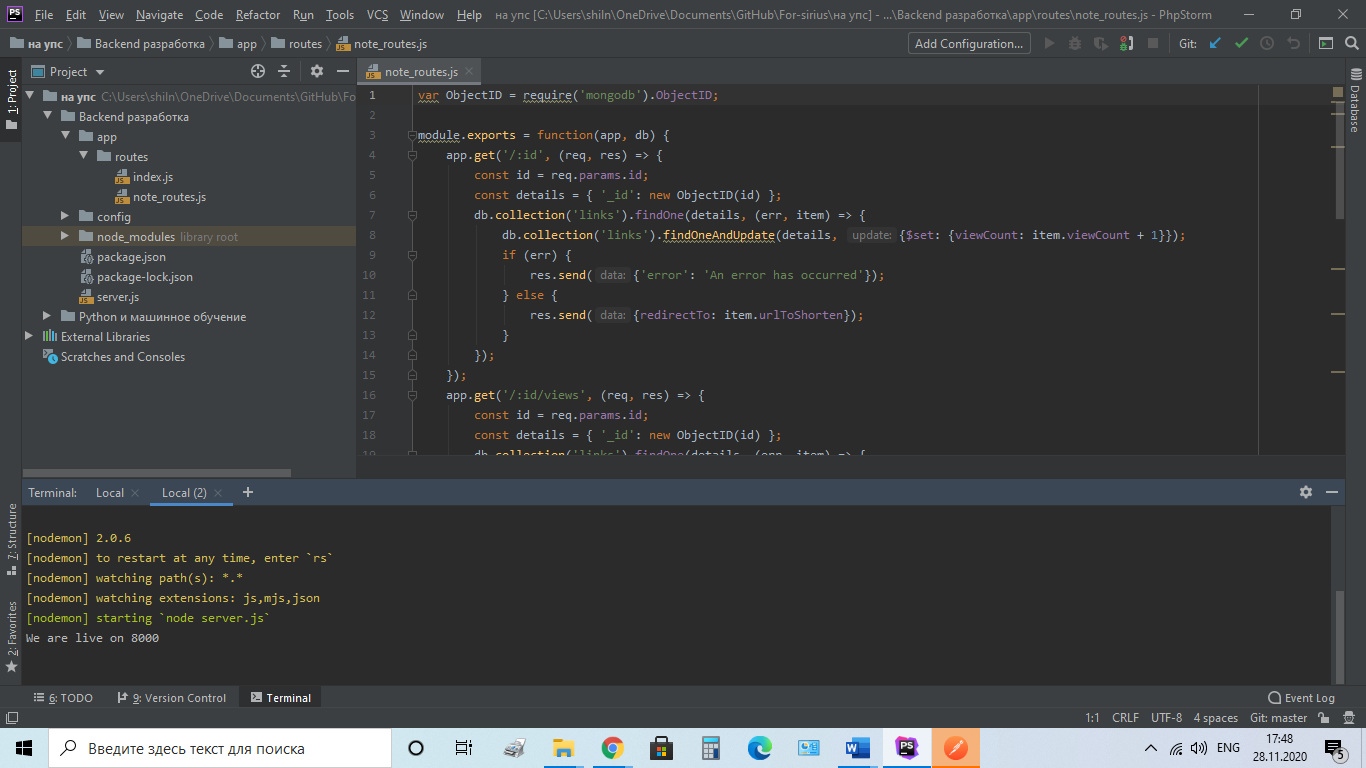 PS File Edit View Navigate Code Refactor Run Tools VCS Window Help на упс [C:\Users\shiln\OneDrive\Documents\GitHub\For-sirius\на упс] - ...\Backend разработка\app\routes\note_routes.js - PhpStorm
на упс Backend разработка app routes note_routes.js Add Configuration... Git:
1: Project
Project
на упс C:\Users\shiln\OneDrive\Documents\GitHub\Fo
Backend разработка
app
routes
index.js
note_routes.js
config
node_modules library root
package.json
package-lock.json
server.js
Python и машинное обучение
External Libraries
Scratches and Consoles
note_routes.js
1 var ObjectID = require('mongodb').ObjectID;
2
3 module.exports = function(app, db) {
4 app.get('/:id', (req, res) => {
5 const id = req.params.id;
6 const details = { '_id': new ObjectID(id) };
7 db.collection('links').findOne(details, (err, item) => {
8 db.collection('links').findOneAndUpdate(details, update: {$set: {viewCount: item.viewCount + 1}});
9 if (err) {
10 res.send( data: {'error': 'An error has occurred'});
11 } else {
12 res.send( data: {redirectTo: item.urlToShorten});
13 }
14 });
15 });
16 app.get('/:id/views', (req, res) => {
17 const id = req.params.id;
18 const details = { '_id': new ObjectID(id) };
19 db.collection('links').findOne(details, (err, item) => {
Database
7: Structure
2: Favorites
Terminal: Local Local (2)
[nodemon] 2.0.6
[nodemon] to restart at any time, enter `rs`
[nodemon] watching path(s): *.*
[nodemon] watching extensions: js,mjs,json
[nodemon] starting `node server.js`
We are live on 8000
6: TODO 9: Version Control Terminal Event Log
1:1 CRLF UTF-8 4 spaces Git: master
Введите здесь текст для поиска
ENG
17:48
28.11.2020
5